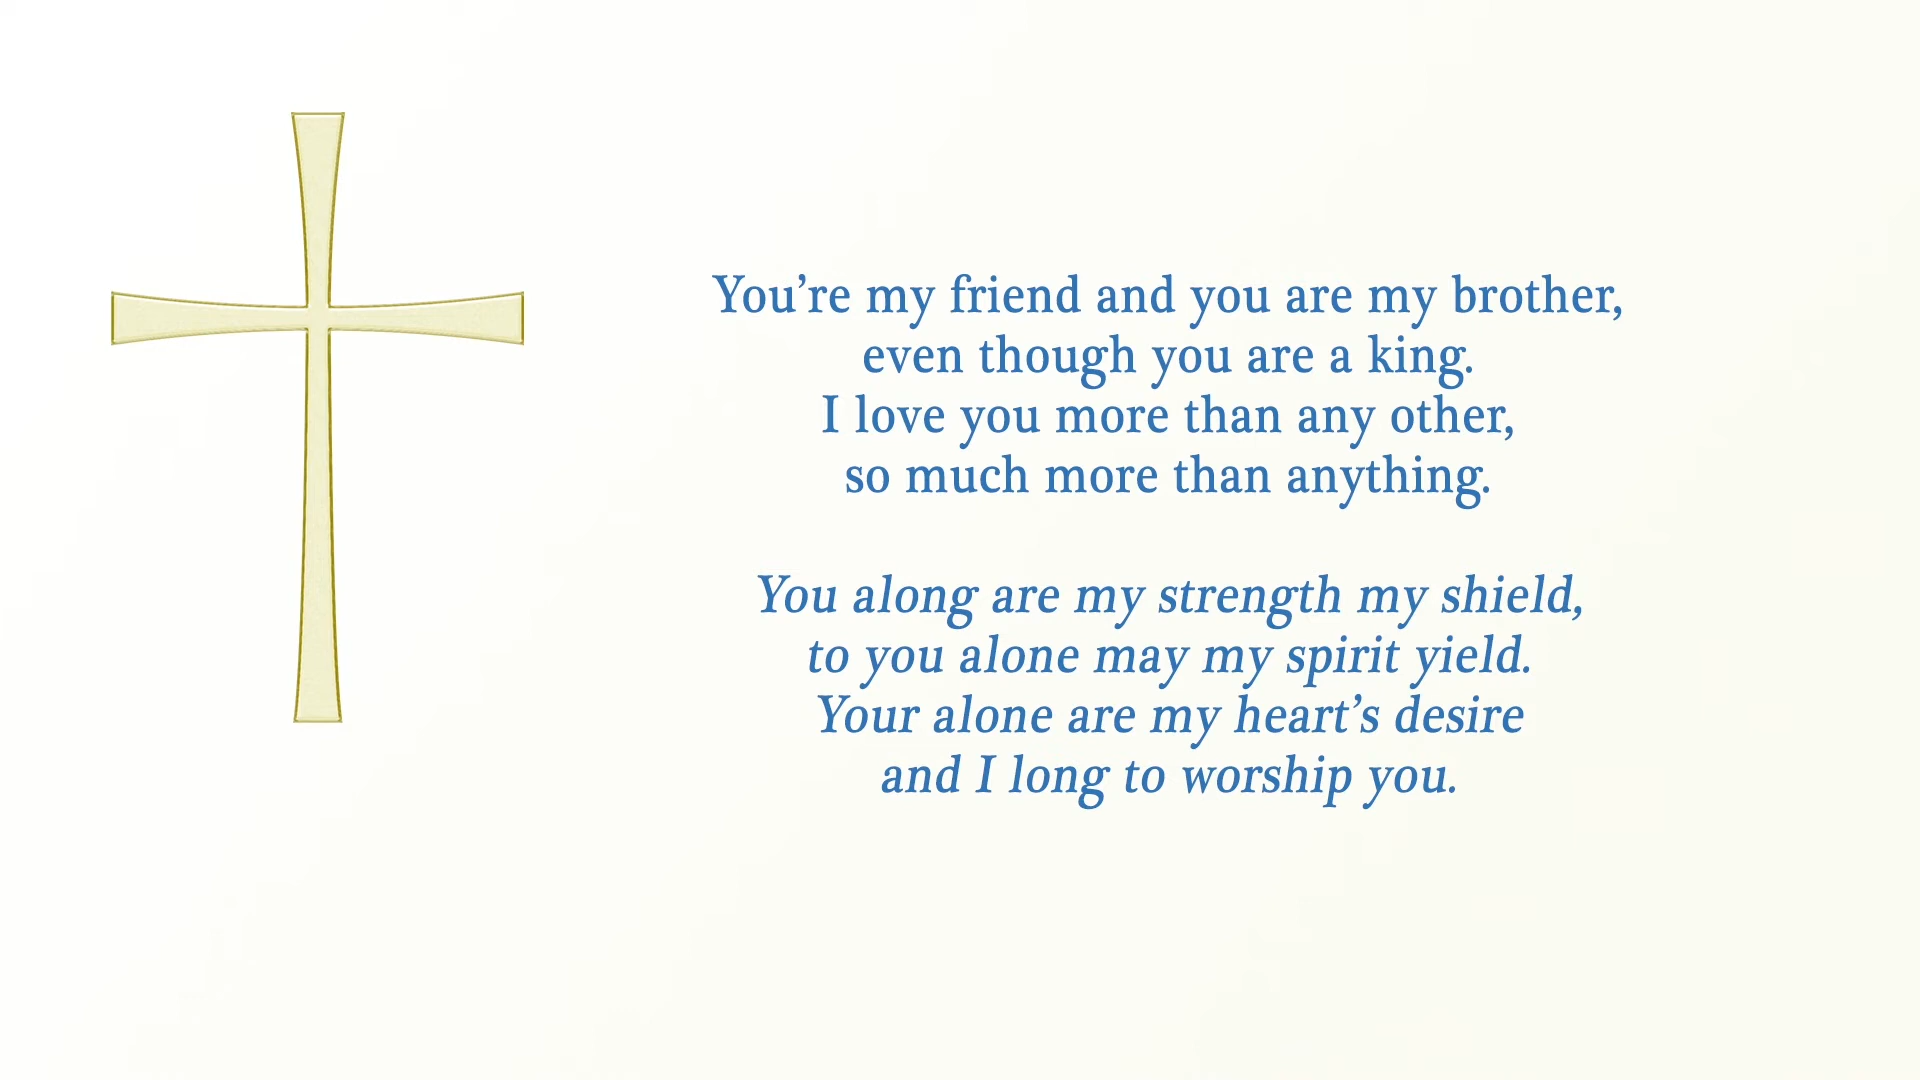 You’re my friend and you are my brother,
even though you are a king.
I love you more than any other,
so much more than anything.
You along are my strength my shield,
to you alone may my spirit yield.
Your alone are my heart’s desire
and I long to worship you.